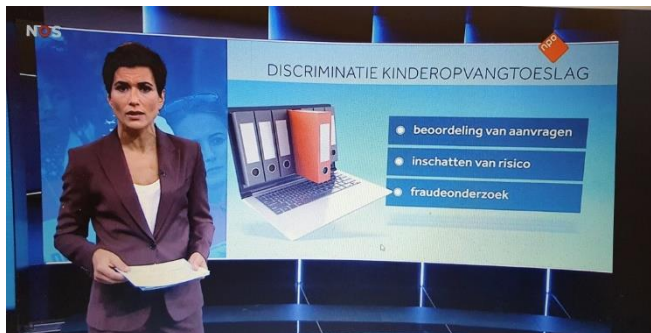 NOS
npo
DISCRIMINATIE KINDEROPVANGTOESLAG
beoordeling van aanvragen
inschatten van risico
fraudeonderzoek